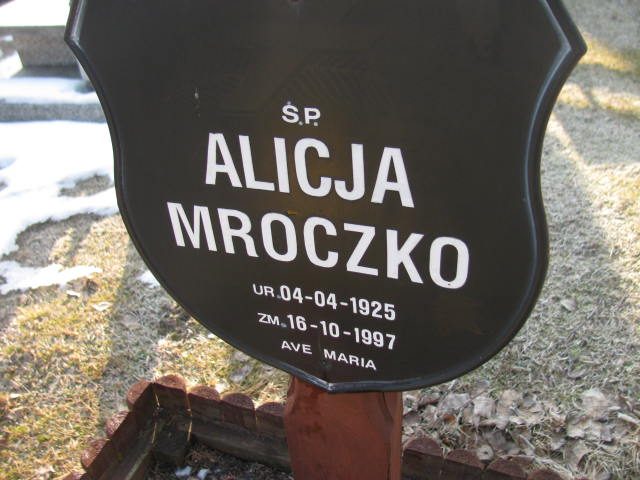 Ś.P.
ALICJA
MROCZKO
UR. 04-04-1925
ZM. 16-10-1997
AVE MARIA